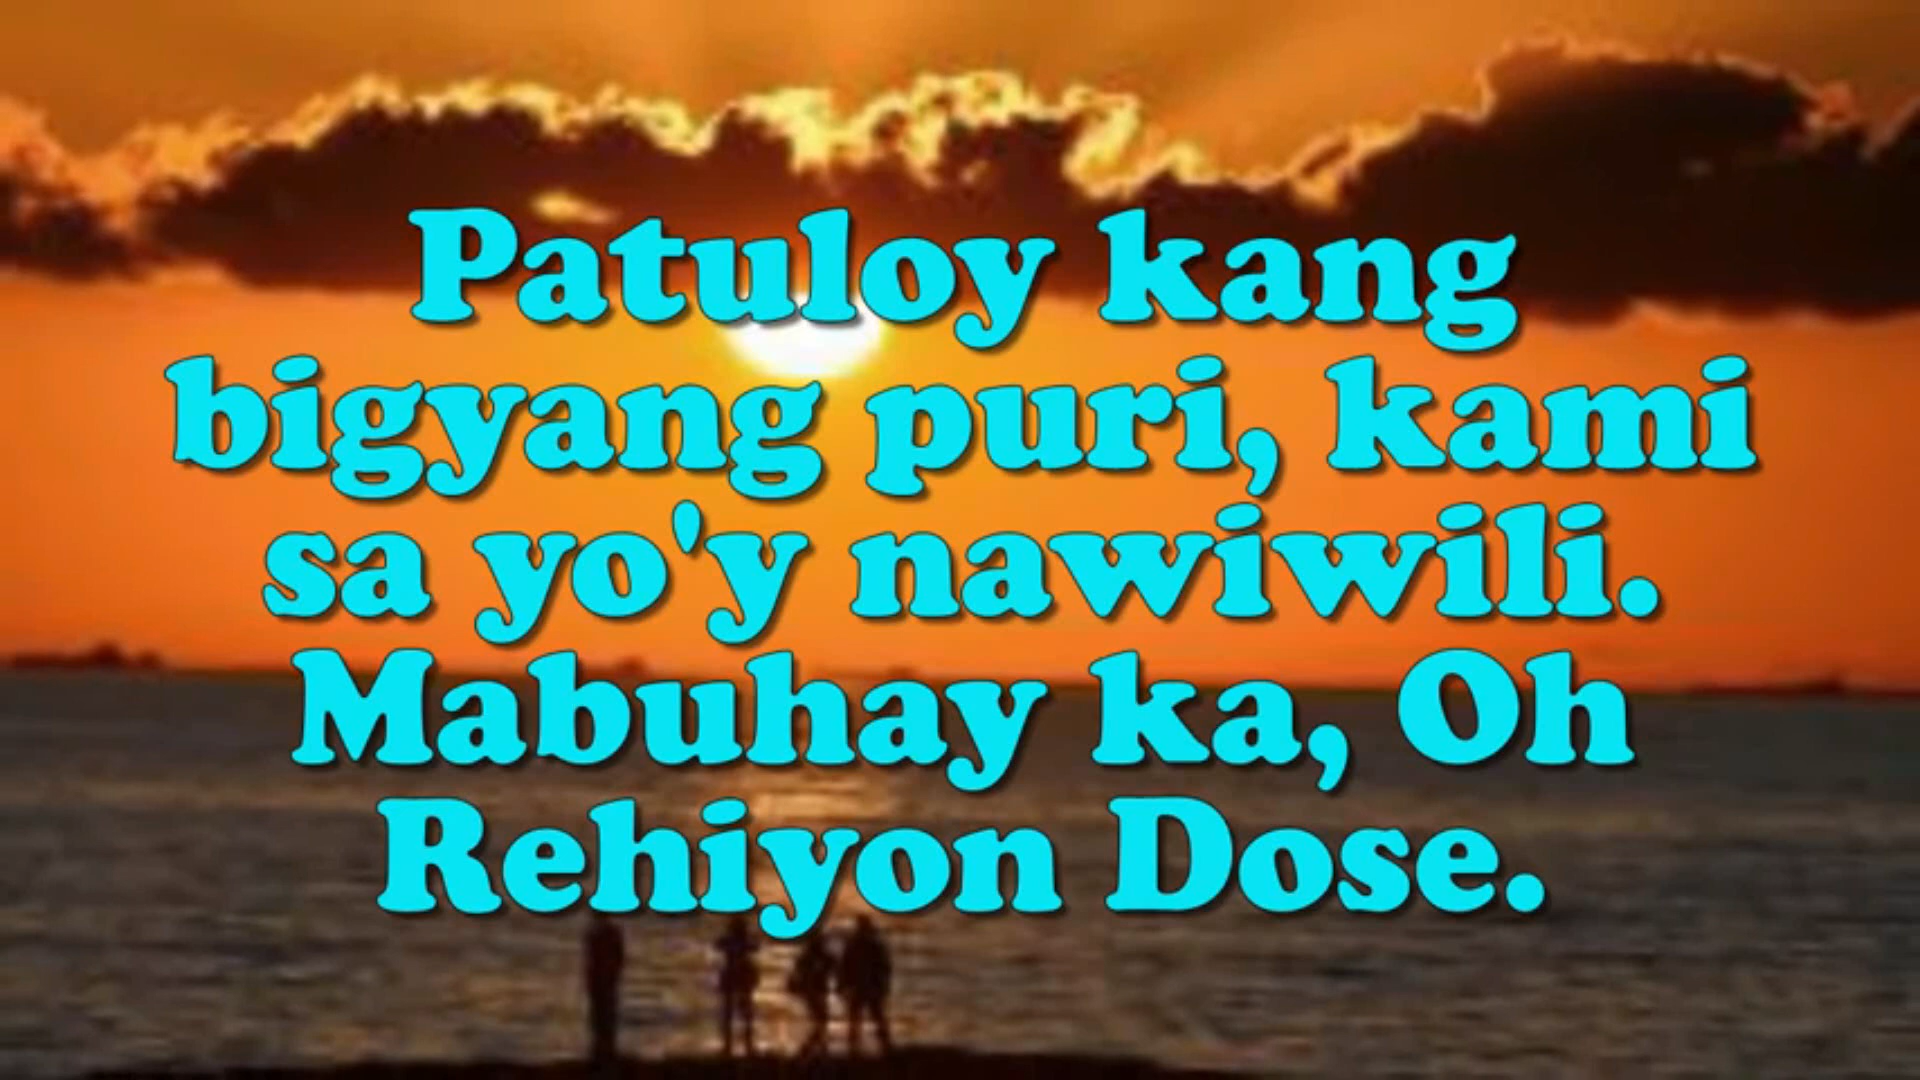 Patuloy kang
bigyang puri, kami
sa yo'y nawiwili.
Mabuhay ka, Oh
Rehiyon Dose.